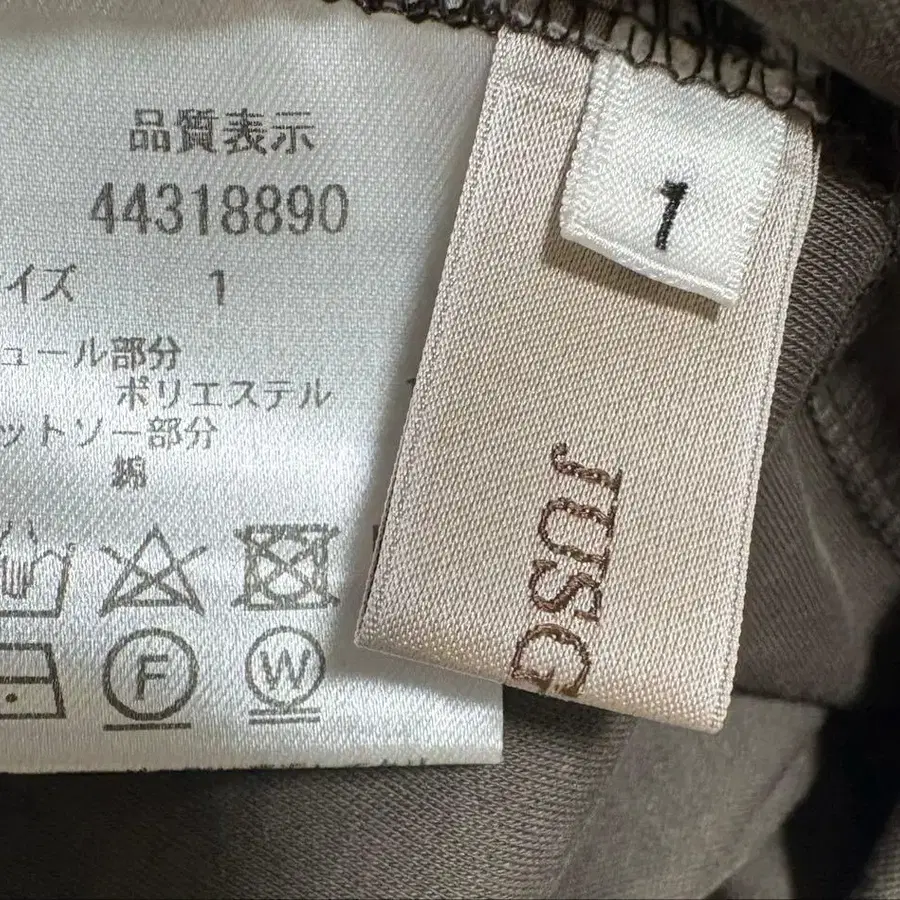 品質表示
44318890
イズ 1
ュール部分
ポリエステル
ットソー部分
綿
F
W
1
JUSG